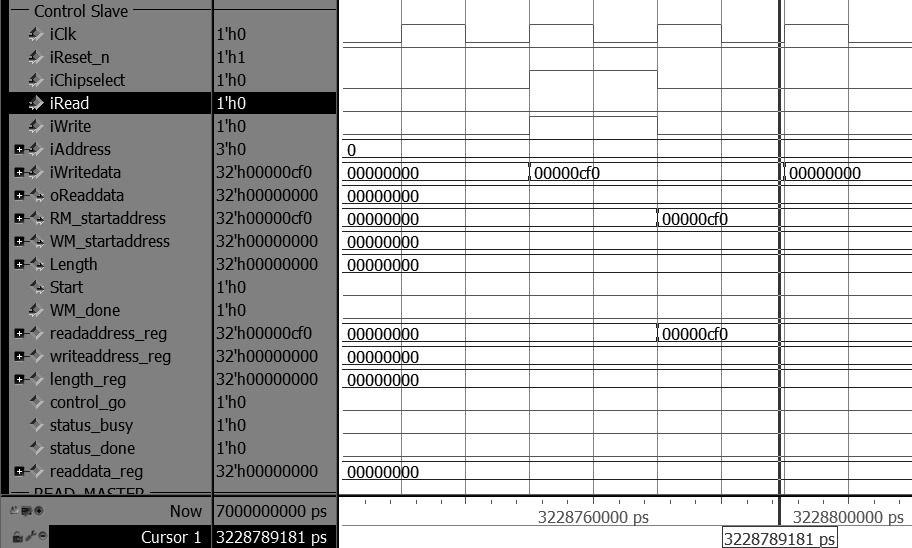 Control Slave
iClk 1'h0
iReset_n 1'h1
iChipselect 1'h0
iRead 1'h0
iWrite 1'h0
iAddress 3'h0 0
iWritedata 32'h00000cf0 00000000 00000cf0 00000000
oReaddata 32'h00000000 00000000
RM_startaddress 32'h00000cf0 00000000 00000cf0
WM_startaddress 32'h00000000 00000000
Length 32'h00000000 00000000
Start 1'h0
WM_done 1'h0
readaddress_reg 32'h00000cf0 00000000 00000cf0
writeaddress_reg 32'h00000000 00000000
length_reg 32'h00000000 00000000
control_go 1'h0
status_busy 1'h0
status_done 1'h0
readdata_reg 32'h00000000 00000000
READ_MASTER
Now 7000000000 ps 3228760000 ps 3228800000 ps
Cursor 1 3228789181 ps 3228789181 ps